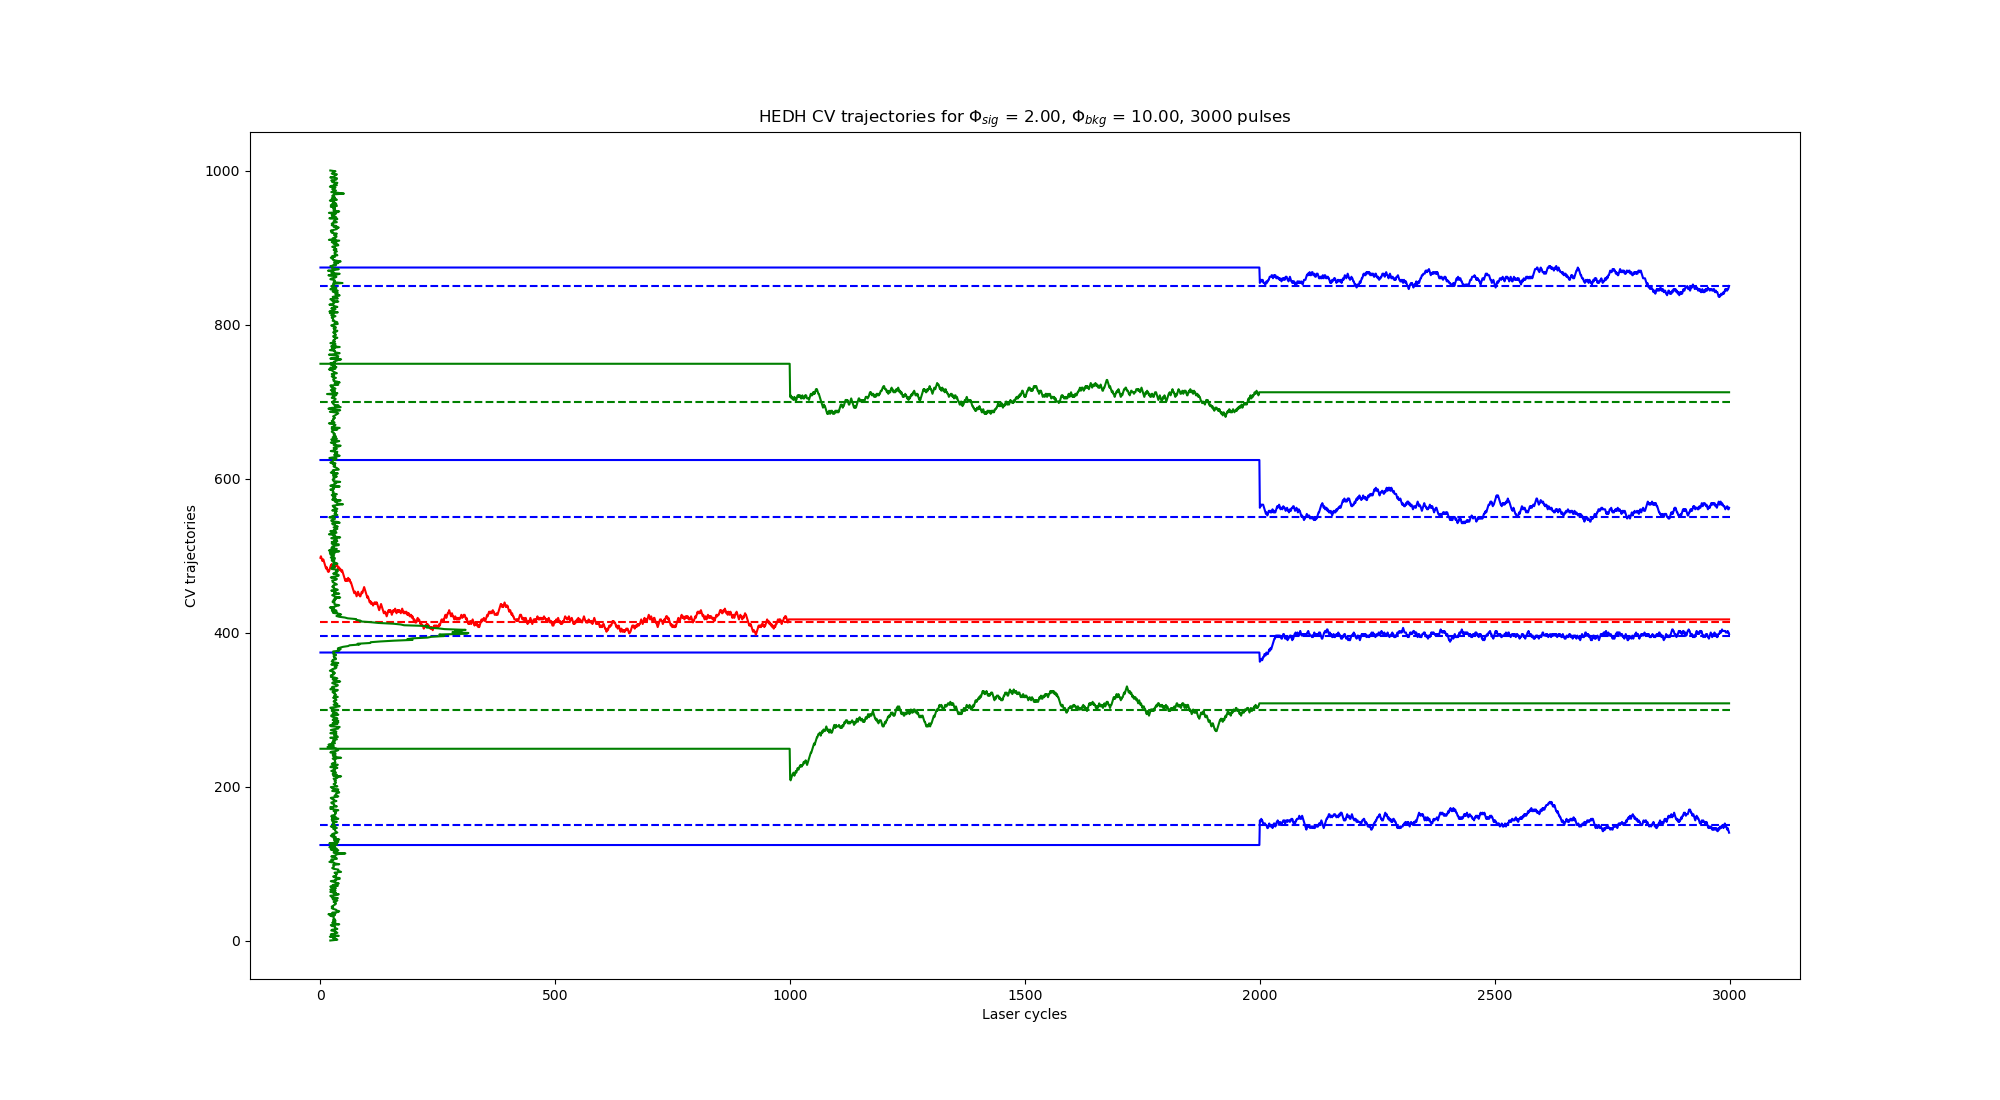 HEDH CV trajectories for Φsig = 2.00, Φbkg = 10.00, 3000 pulses
1000
800
600
400
200
0
CV trajectories
0 500 1000 1500 2000 2500 3000
Laser cycles